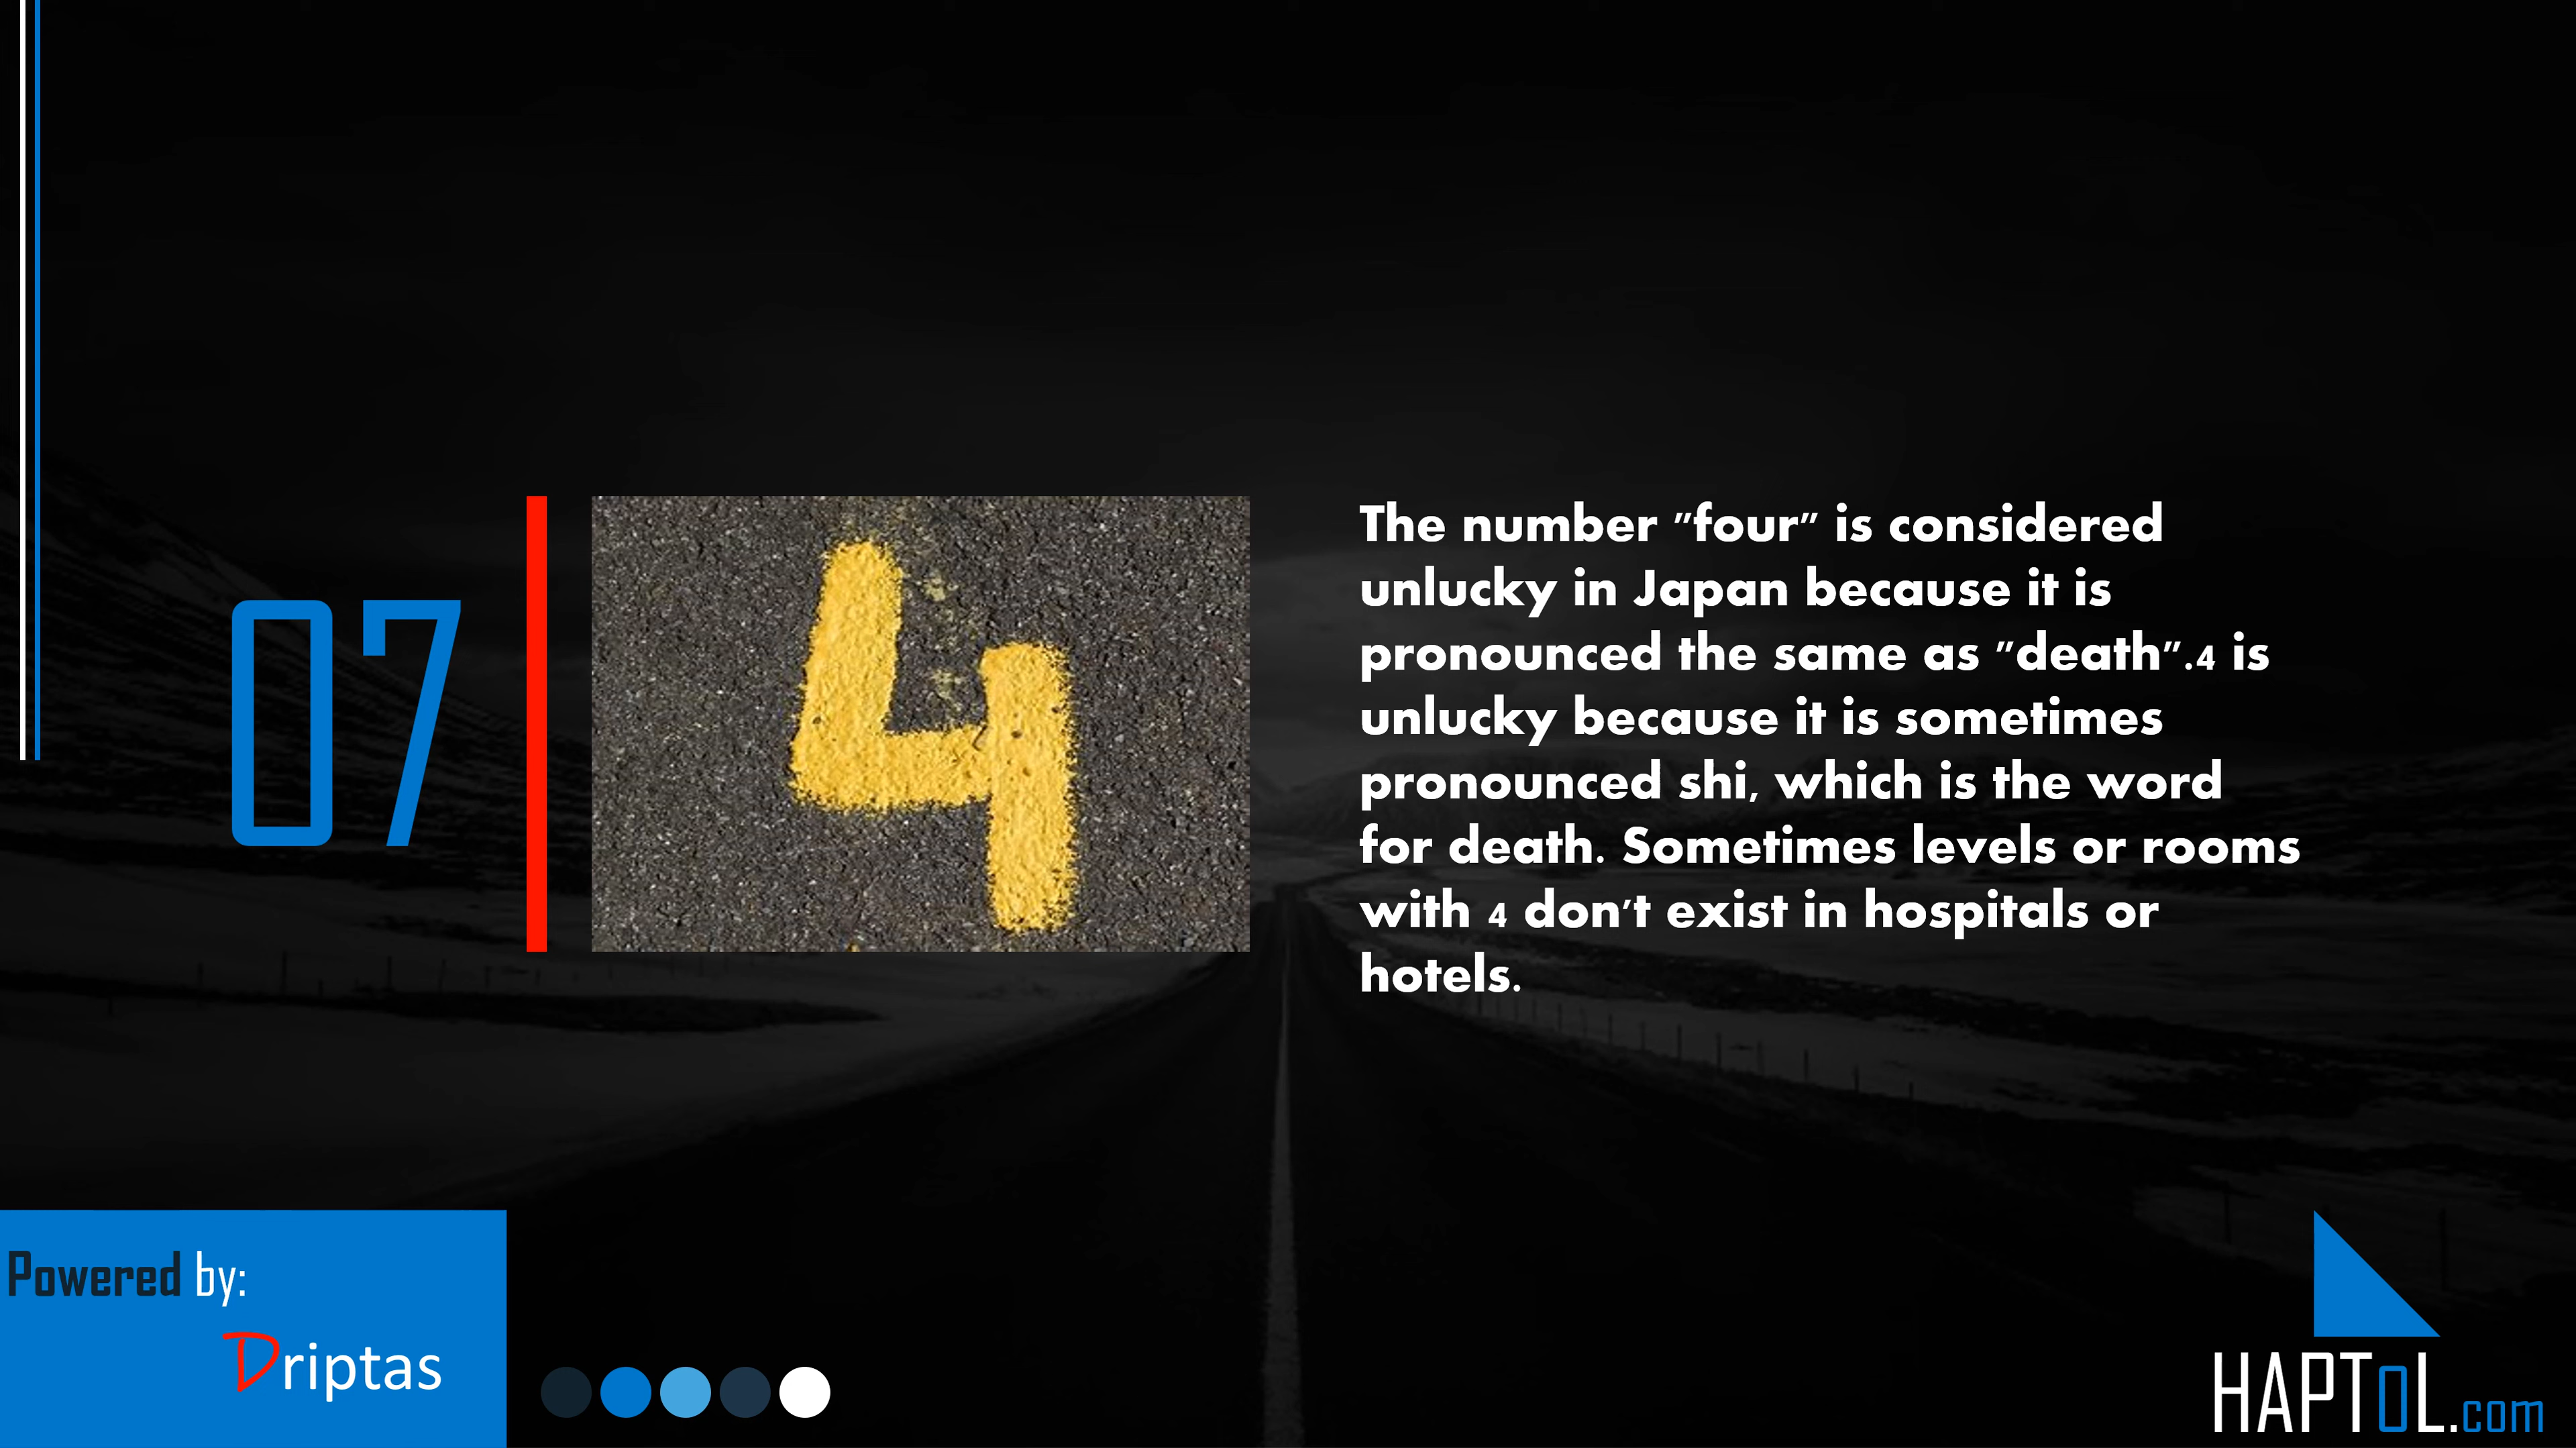 07
4
The number "four" is considered
unlucky in Japan because it is
pronounced the same as "death".4 is
unlucky because it is sometimes
pronounced shi, which is the word
for death. Sometimes levels or rooms
with 4 don't exist in hospitals or
hotels.
Powered by:
Driptas
HAPToL.com